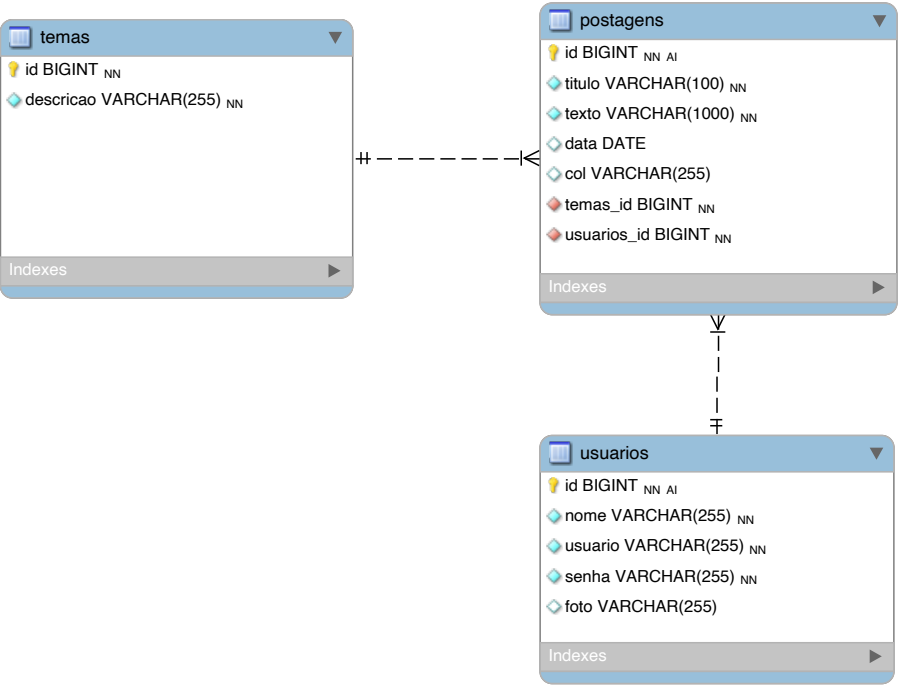 temas
id BIGINT NN
descricao VARCHAR(255) NN
Indexes
postagens
id BIGINT NN AI
titulo VARCHAR(100) NN
texto VARCHAR(1000) NN
data DATE
col VARCHAR(255)
temas_id BIGINT NN
usuarios_id BIGINT NN
Indexes
usuarios
id BIGINT NN AI
nome VARCHAR(255) NN
usuario VARCHAR(255) NN
senha VARCHAR(255) NN
foto VARCHAR(255)
Indexes